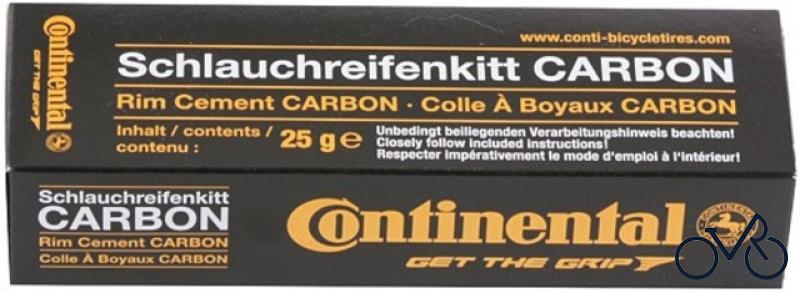 www.conti-bicycletires.com
Continental
GET THE GRIP
Schlauchreifenkitt CARBON
Rim Cement CARBON · Colle À Boyaux CARBON
Inhalt / contents /
contenu :
25 g e
Unbedingt beiliegenden Verarbeitungshinweis beachten!
Closely follow included instructions!
Respecter impérativement le mode d'emploi à l'intérieur!
Schlauchreifenkitt
CARBON
Rim Cement CARBON
Colle À Boyaux CARBON
Continental
GET THE GRIP